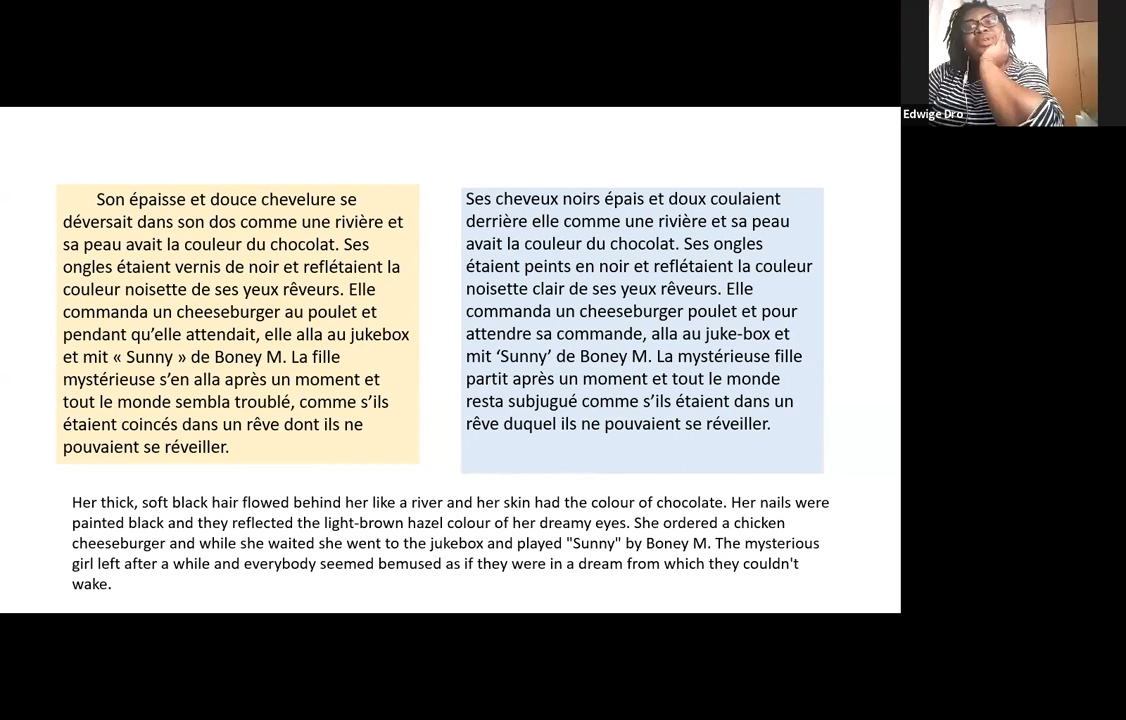 Edwige Dro
Son épaisse et douce chevelure se
déversait dans son dos comme une rivière et
sa peau avait la couleur du chocolat. Ses
ongles étaient vernis de noir et reflétaient la
couleur noisette de ses yeux rêveurs. Elle
commanda un cheeseburger au poulet et
pendant qu’elle attendait, elle alla au jukebox
et mit « Sunny » de Boney M. La fille
mystérieuse s’en alla après un moment et
tout le monde sembla troublé, comme s’ils
étaient coincés dans un rêve dont ils ne
pouvaient se réveiller.
Ses cheveux noirs épais et doux coulaient
derrière elle comme une rivière et sa peau
avait la couleur du chocolat. Ses ongles
étaient peints en noir et reflétaient la couleur
noisette clair de ses yeux rêveurs. Elle
commanda un cheeseburger poulet et pour
attendre sa commande, alla au juke-box et
mit ‘Sunny’ de Boney M. La mystérieuse fille
partit après un moment et tout le monde
resta subjugué comme s’ils étaient dans un
rêve duquel ils ne pouvaient se réveiller.
Her thick, soft black hair flowed behind her like a river and her skin had the colour of chocolate. Her nails were
painted black and they reflected the light-brown hazel colour of her dreamy eyes. She ordered a chicken
cheeseburger and while she waited she went to the jukebox and played "Sunny" by Boney M. The mysterious
girl left after a while and everybody seemed bemused as if they were in a dream from which they couldn't
wake.